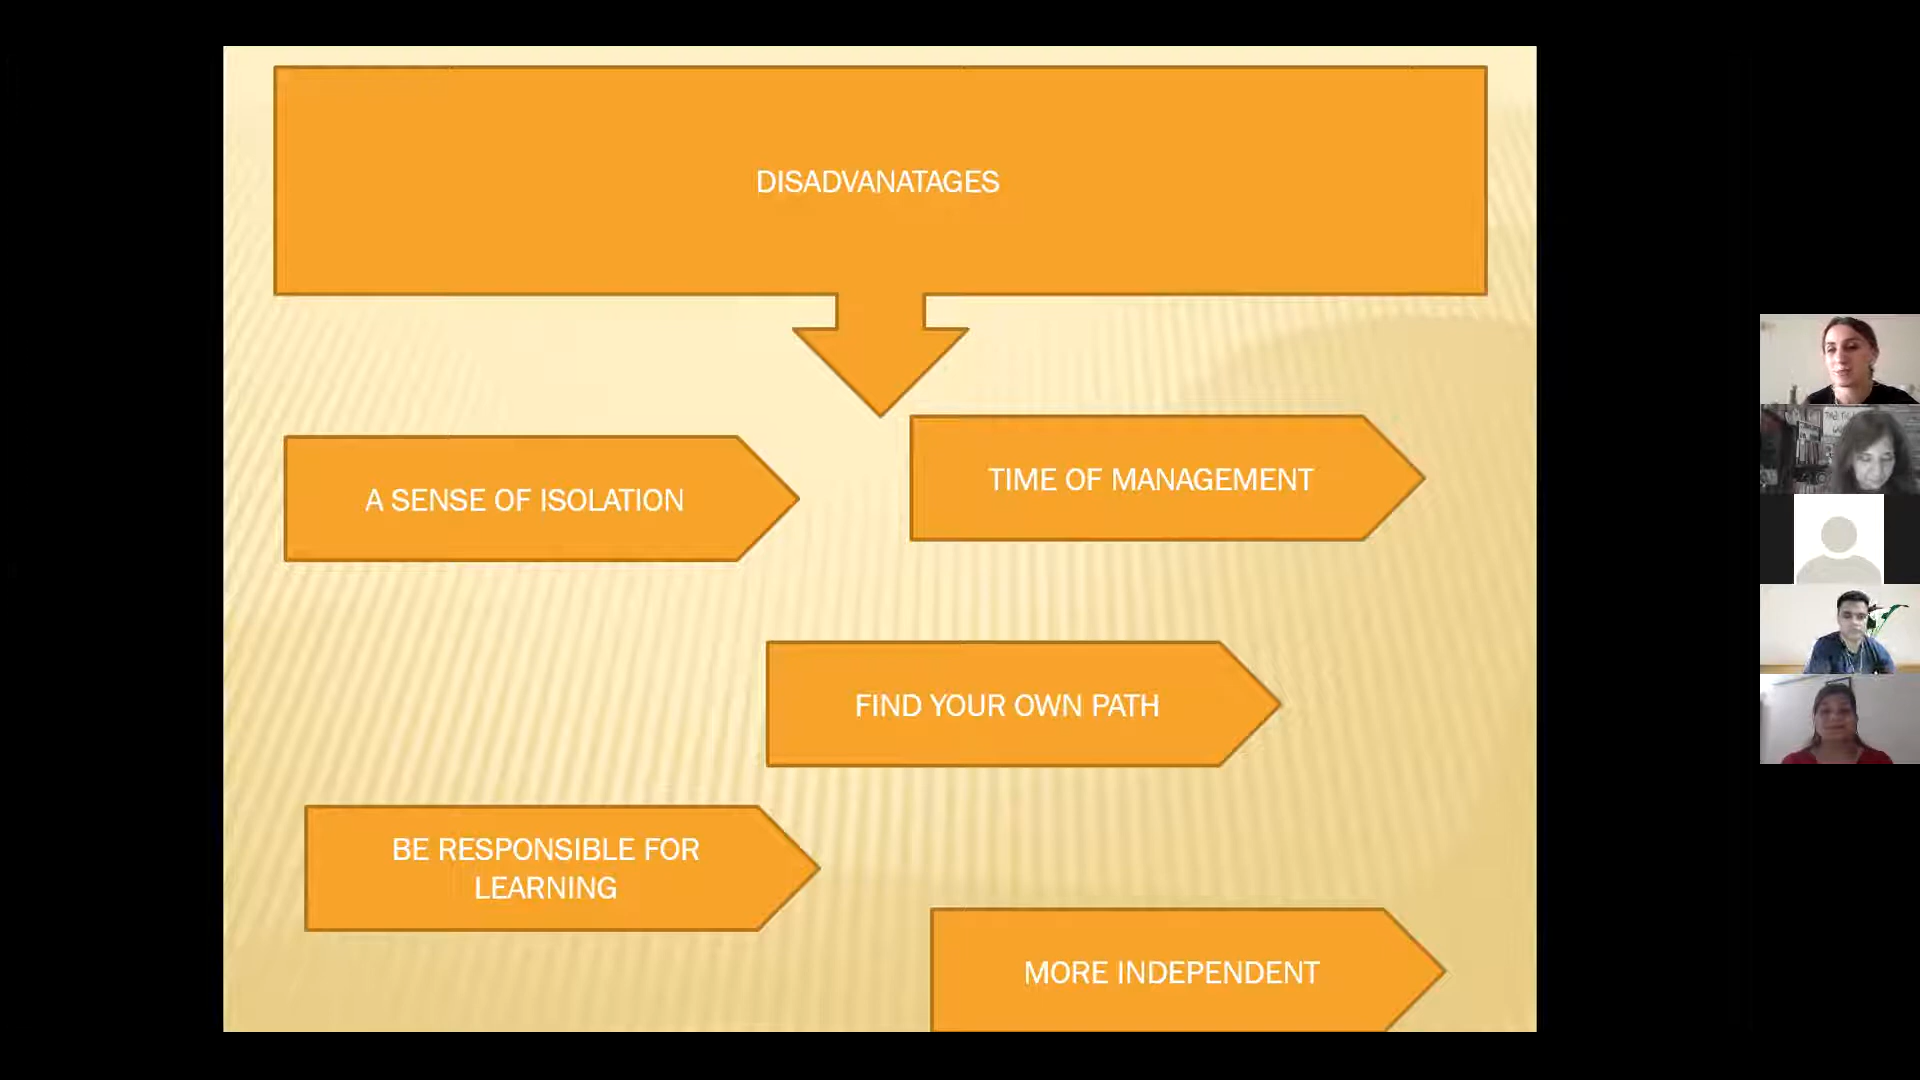 DISADVANATAGES
A SENSE OF ISOLATION
TIME OF MANAGEMENT
FIND YOUR OWN PATH
BE RESPONSIBLE FOR
LEARNING
MORE INDEPENDENT